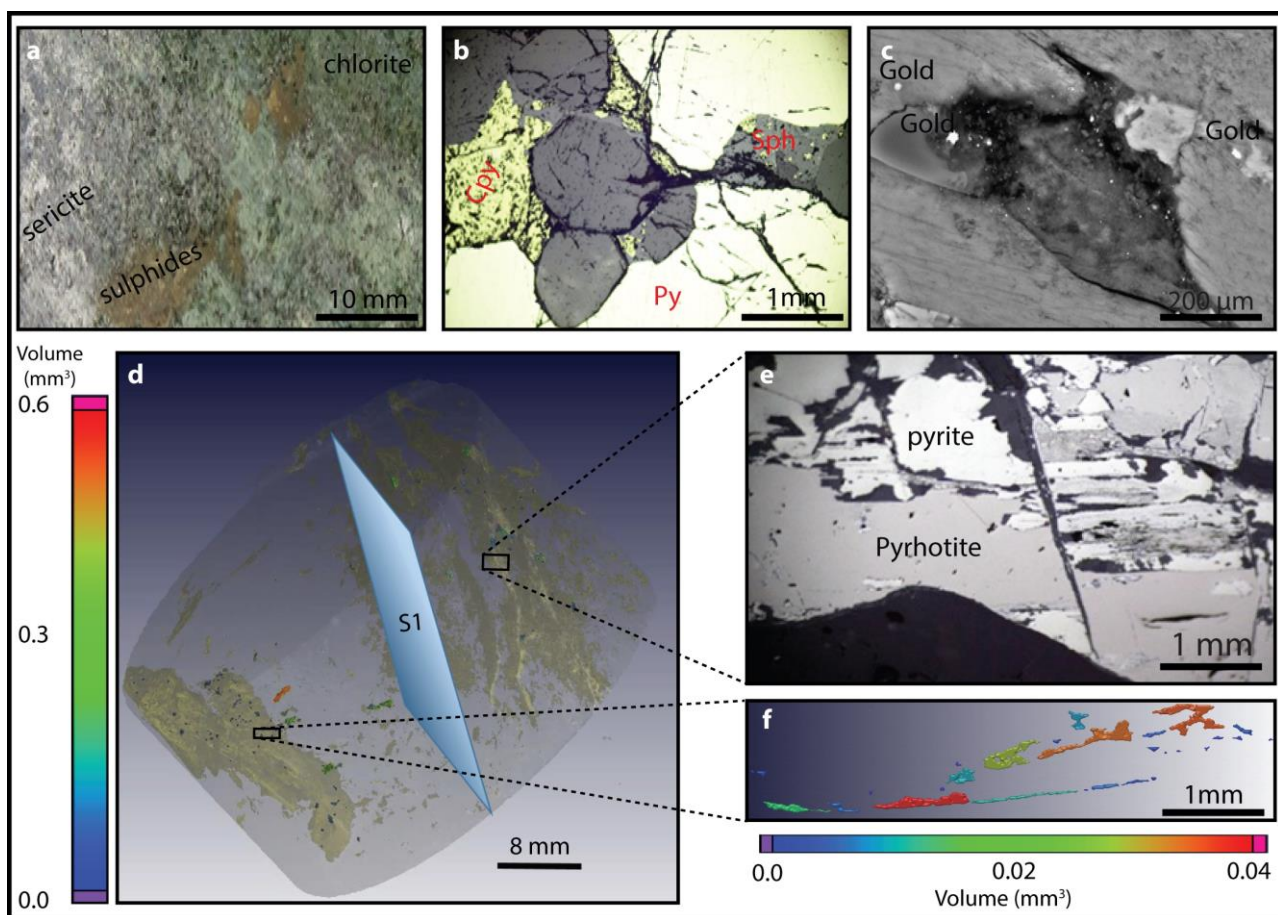 a
chlorite
sericite
sulphides
10 mm
b
Sph
Cpy
Py
1mm
c
Gold
Gold
Gold
200 µm
Volume
(mm³)
0.6
0.3
0.0
d
S1
8 mm
e
pyrite
Pyrhotite
1 mm
f
1mm
0.0
0.02
0.04
Volume (mm³)